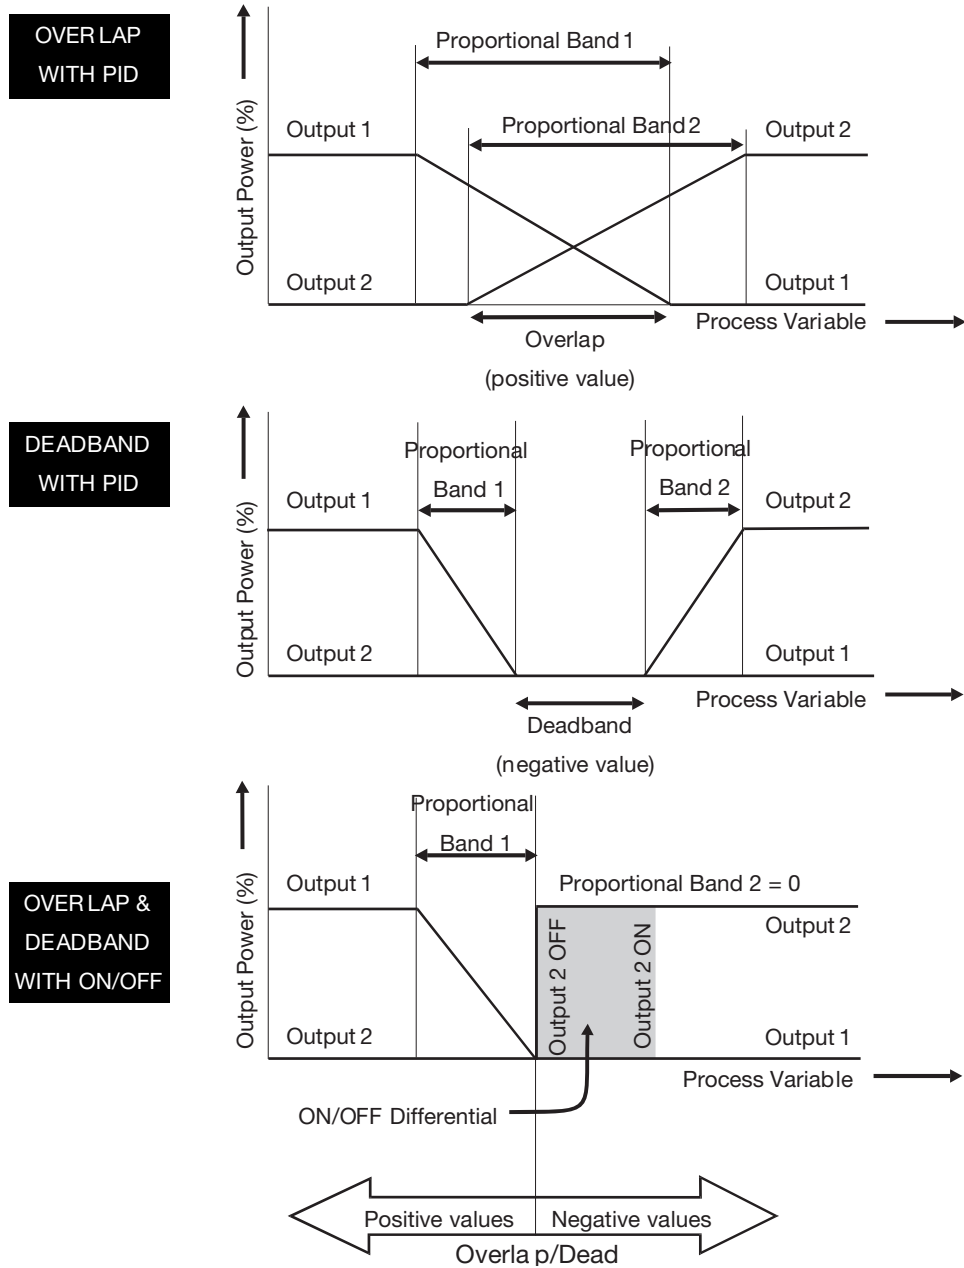 OVERLAP
WITH PID
Output Power (%)
Proportional Band 1
Output 1
Proportional Band 2
Output 2
Output 2
Output 1
Process Variable
Overlap
(positive value)
DEADBAND
WITH PID
Output Power (%)
Proportional
Band 1
Proportional
Band 2
Output 1
Output 2
Output 2
Output 1
Process Variable
Deadband
(negative value)
OVERLAP &
DEADBAND
WITH ON/OFF
Output Power (%)
Proportional
Band 1
Output 1
Proportional Band 2 = 0
Output 2
Output 2 OFF
Output 2 ON
Output 2
Output 1
Process Variable
ON/OFF Differential
Positive values
Negative values
Overla p/Dead